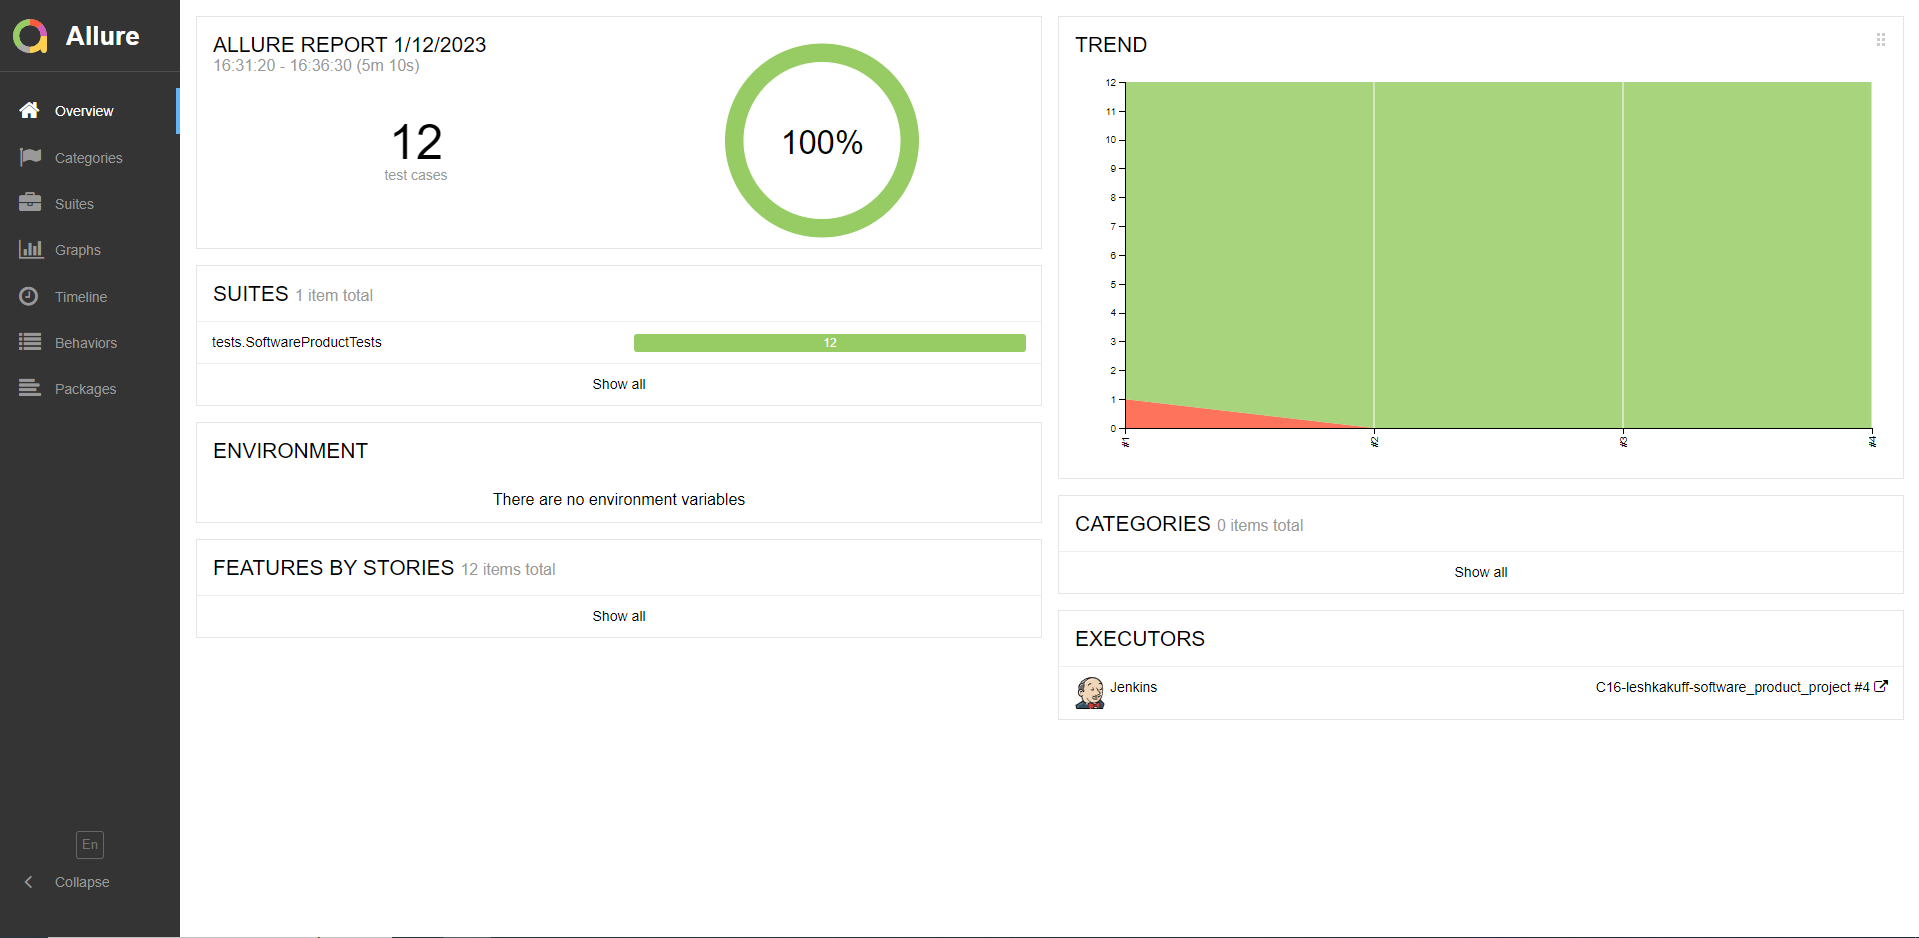 Allure
Overview
Categories
Suites
Graphs
Timeline
Behaviors
Packages
En
Collapse
ALLURE REPORT 1/12/2023
16:31:20 - 16:36:30 (5m 10s)
12
test cases
100%
SUITES 1 item total
tests.SoftwareProductTests
12
Show all
ENVIRONMENT
There are no environment variables
FEATURES BY STORIES 12 items total
Show all
TREND
12
11
10
9
8
7
6
5
4
3
2
1
0
#1
#2
#3
#4
CATEGORIES 0 items total
Show all
EXECUTORS
Jenkins
C16-leshkakuff-software_product_project #4